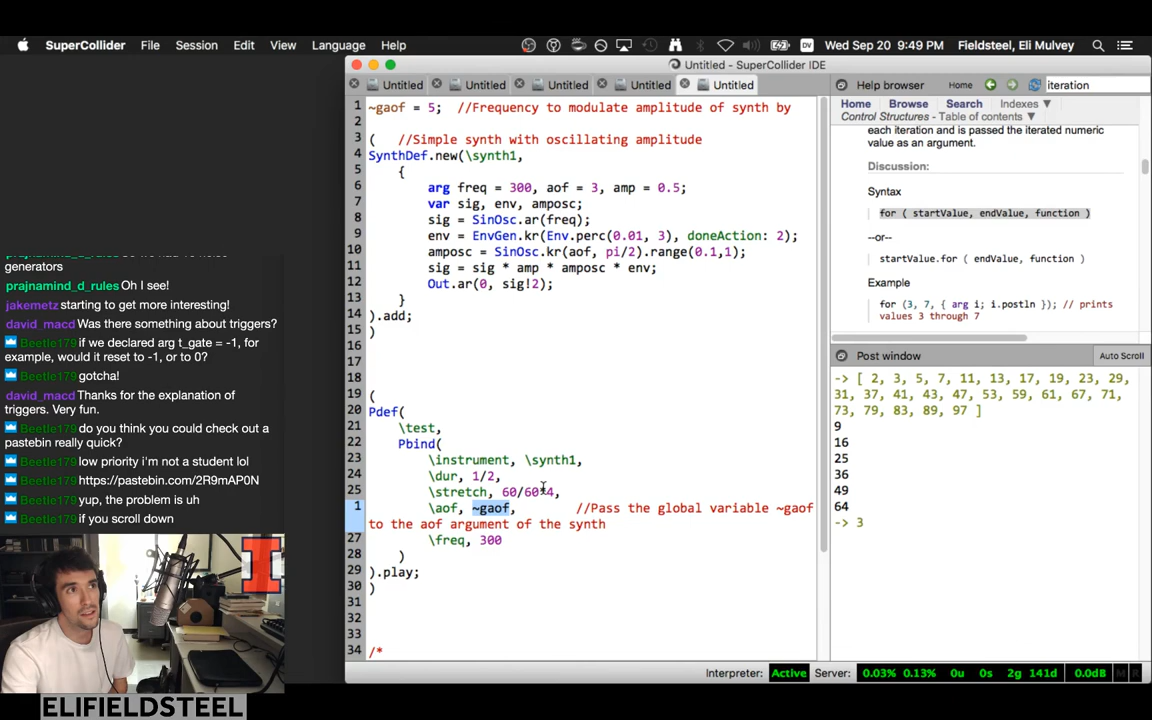 SuperCollider File Session Edit View Language Help Wed Sep 20 9:49 PM Fieldsteel, Eli Mulvey
Untitled - SuperCollider IDE
Untitled Untitled Untitled Untitled Untitled
Help browser Home iteration
1 ~gaof = 5; //Frequency to modulate amplitude of synth by
2
3 ( //Simple synth with oscillating amplitude
4 SynthDef.new(\synth1,
5 {
6 arg freq = 300, aof = 3, amp = 0.5;
7 var sig, env, amposc;
8 sig = SinOsc.ar(freq);
9 env = EnvGen.kr(Env.perc(0.01, 3), doneAction: 2);
10 amposc = SinOsc.kr(aof, pi/2).range(0.1,1);
11 sig = sig * amp * amposc * env;
12 Out.ar(0, sig!2);
13 }
14 ).add;
15 )
16
17
18
19 (
20 Pdef(
21 \test,
22 Pbind(
23 \instrument, \synth1,
24 \dur, 1/2,
25 \stretch, 60/60*4,
1 \aof, ~gaof, //Pass the global variable ~gaof
to the aof argument of the synth
27 \freq, 300
28 )
29 ).play;
30 )
31
32
33
34 /*
Home Browse Search Indexes ▼
Control Structures - Table of contents ▼
each iteration and is passed the iterated numeric
value as an argument.
Discussion:
Syntax
for ( startValue, endValue, function )
--or--
startValue.for ( endValue, function )
Example
for (3, 7, { arg i; i.postln }); // prints
values 3 through 7
Post window Auto Scroll
-> [ 2, 3, 5, 7, 11, 13, 17, 19, 23, 29,
31, 37, 41, 43, 47, 53, 59, 61, 67, 71,
73, 79, 83, 89, 97 ]
9
16
25
36
49
64
-> 3
generators
prajnamind_d_rules Oh I see!
jakemetz starting to get more interesting!
david_macd Was there something about triggers?
Beetle179 if we declared arg t_gate = -1, for
example, would it reset to -1, or to 0?
Beetle179 gotcha!
david_macd Thanks for the explanation of
triggers. Very fun.
Beetle179 do you think you could check out a
pastebin really quick?
Beetle179 low priority i'm not a student lol
Beetle179 https://pastebin.com/2R9mAP0N
Beetle179 yup, the problem is uh
Beetle179 if you scroll down
I
ELIFIELDSTEEL
Interpreter: Active Server: 0.03% 0.13% 0u 0s 2g 141d 0.0dB